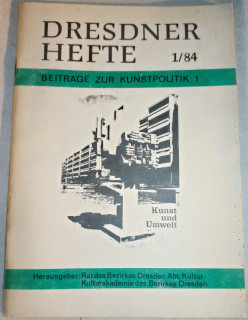 DRESDNER
HEFTE 1/84
BEITRÄGE ZUR KUNSTPOLITIK 1
Kunst
und
Umwelt
Herausgeber: Rat des Bezirkes Dresden Abt. Kultur
Kulturakademie des Bezirkes Dresden